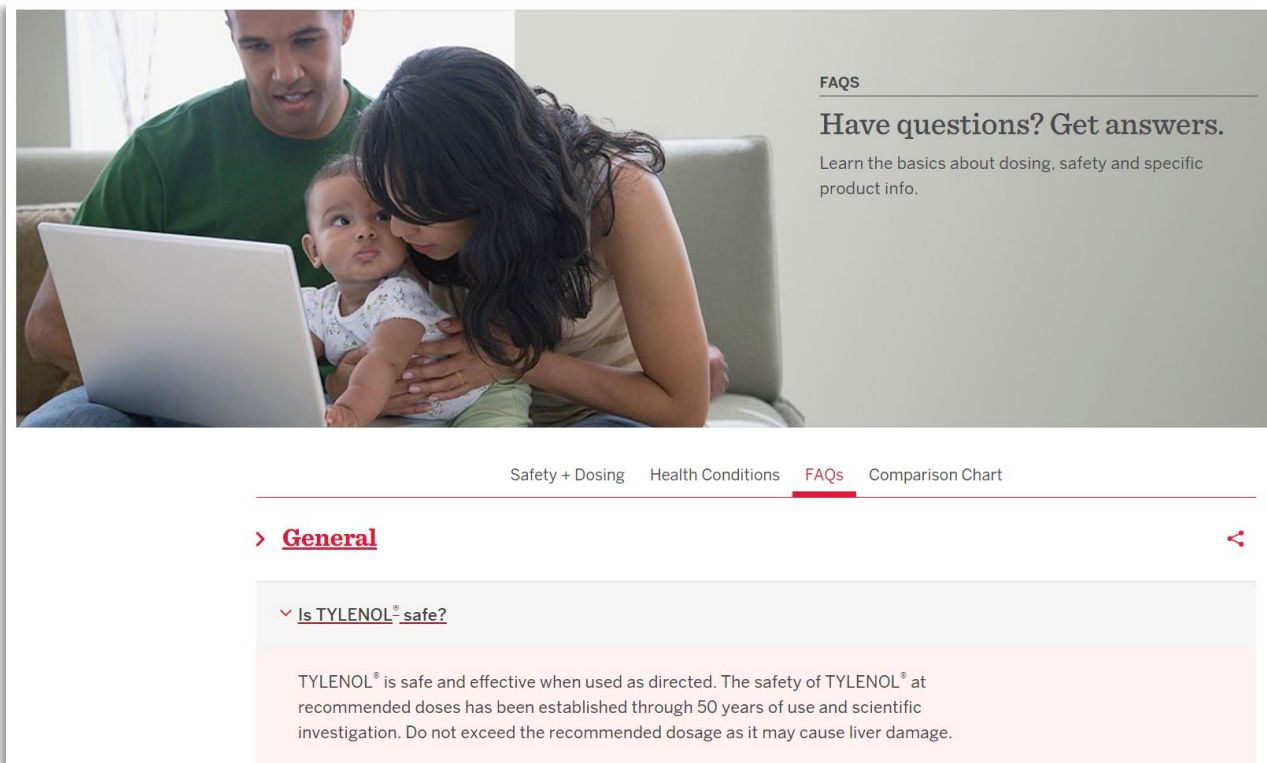 FAQS
Have questions? Get answers.
Learn the basics about dosing, safety and specific
product info.
Safety + Dosing Health Conditions FAQs Comparison Chart
General
Is TYLENOL® safe?
TYLENOL® is safe and effective when used as directed. The safety of TYLENOL® at
recommended doses has been established through 50 years of use and scientific
investigation. Do not exceed the recommended dosage as it may cause liver damage.